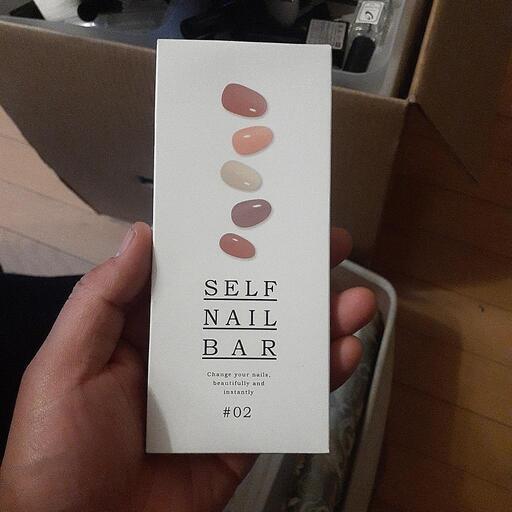 SELF
NAIL
BAR
Change your nails,
beautifully and
instantly
#02